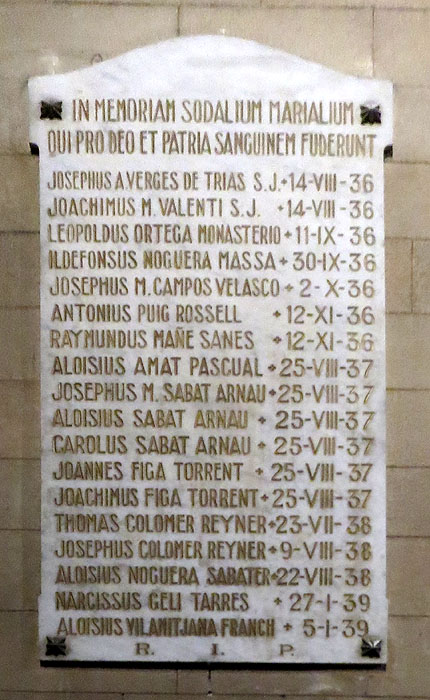 IN MEMORIAM SODALIUM MARIALIUM
QUI PRO DEO ET PATRIA SANGUINEM FUDERUNT
JOSEPHUS A. VERGES DE TRIAS S.J. + 14-VIII-36
JOACHIMUS M. VALENTI S.J. + 14-VIII-36
LEOPOLDUS ORTEGA MONASTERIO + 11-IX-36
ILDEFONSUS NOGUERA MASSA + 30-IX-36
JOSEPHUS M. CAMPOS VELASCO + 2-X-36
ANTONIUS PUIG ROSSELL + 12-XI-36
RAYMUNDUS MAÑE SANES + 12-XI-36
ALOISIUS AMAT PASCUAL + 25-VIII-37
JOSEPHUS M. SABAT ARNAU + 25-VIII-37
ALOISIUS SABAT ARNAU + 25-VIII-37
CAROLUS SABAT ARNAU + 25-VIII-37
JOANNES FIGA TORRENT + 25-VIII-37
JOACHIMUS FIGA TORRENT + 25-VIII-37
THOMAS COLOMER REYNER + 23-VII-38
JOSEPHUS COLOMER REYNER + 9-VIII-38
ALOISIUS NOGUERA SABATER + 22-VIII-38
NARCISSUS GELI TARRES + 27-I-39
ALOISIUS VILANITJANA FRANCH + 5-I-39
R. I. P.